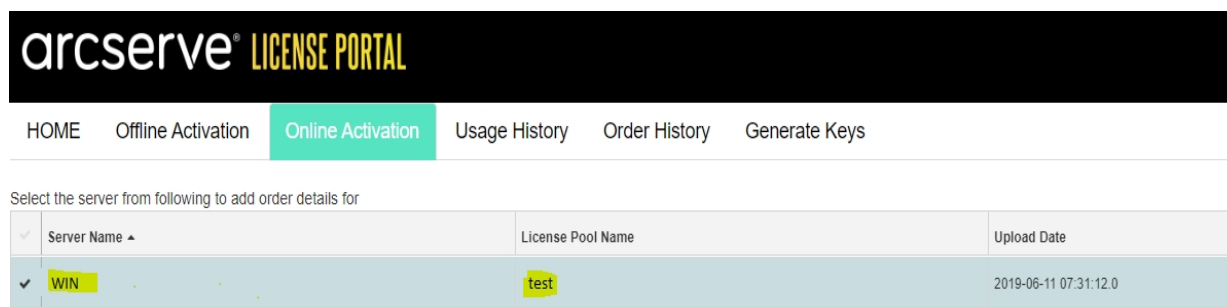 arcserve® LICENSE PORTAL
HOME Offline Activation Online Activation Usage History Order History Generate Keys
Select the server from following to add order details for
Server Name License Pool Name Upload Date
WIN test 2019-06-11 07:31:12.0